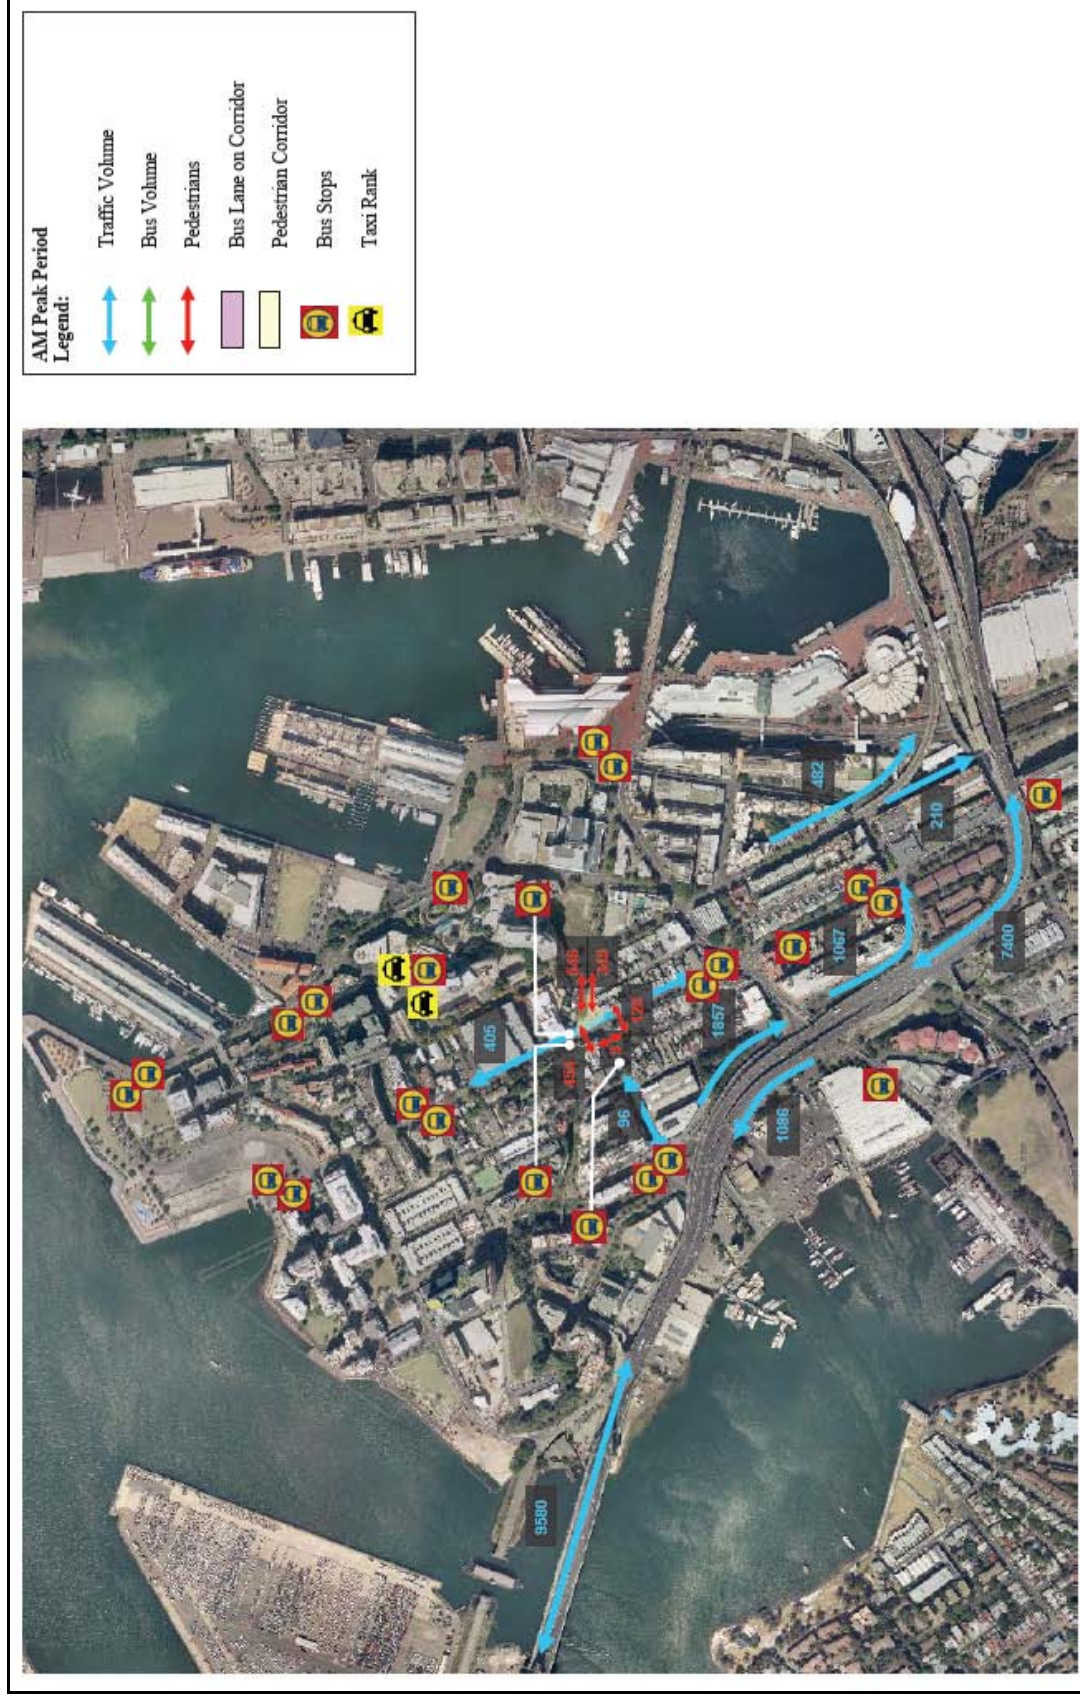 AM Peak Period
Legend:
Traffic Volume
Bus Volume
Pedestrians
Bus Lane on Corridor
Pedestrian Corridor
Bus Stops
Taxi Rank
9580
405
96
1086
1857
1067
7400
482
210